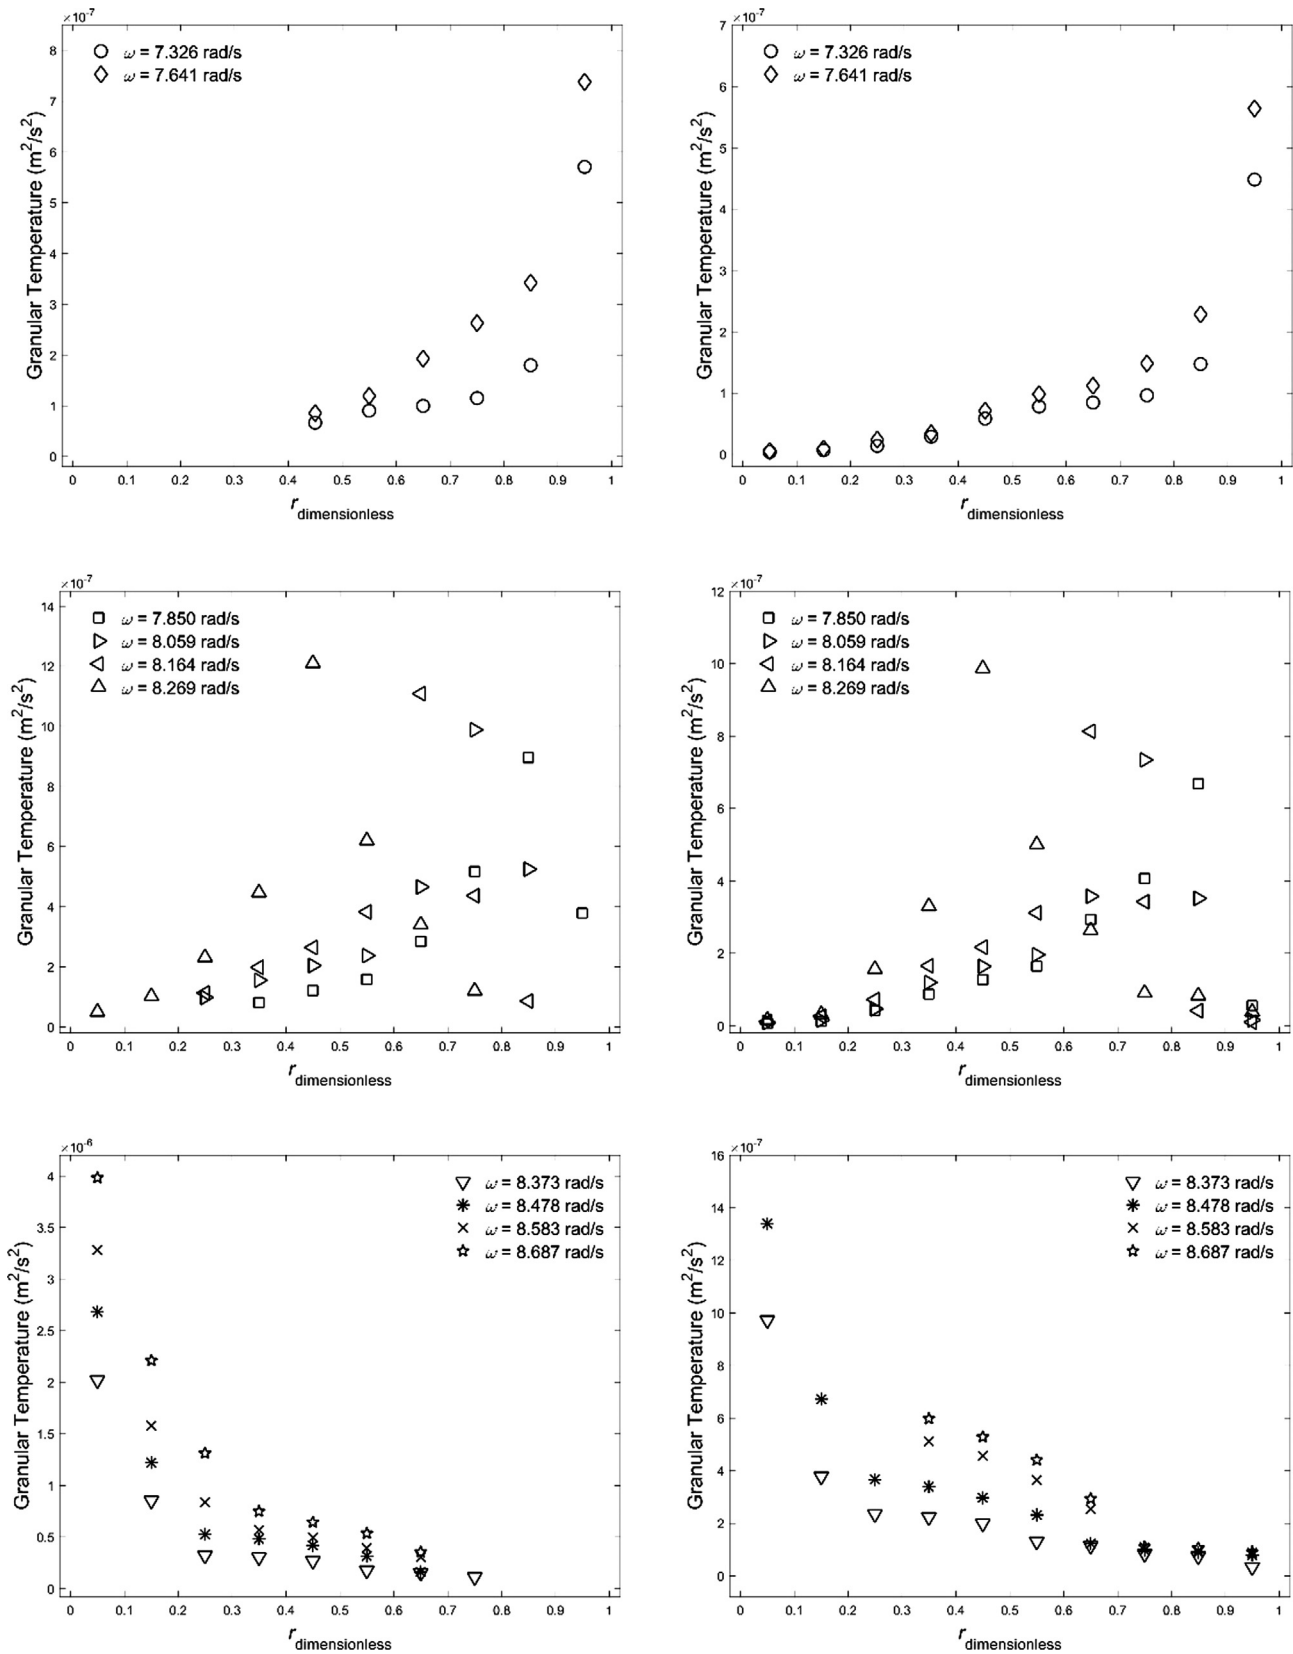 ×10⁻⁷
ω = 7.326 rad/s
ω = 7.641 rad/s
Granular Temperature (m²/s²)
8
7
6
5
4
3
2
1
0
0 0.1 0.2 0.3 0.4 0.5 0.6 0.7 0.8 0.9 1
r dimensionless
×10⁻⁷
ω = 7.326 rad/s
ω = 7.641 rad/s
Granular Temperature (m²/s²)
7
6
5
4
3
2
1
0
0 0.1 0.2 0.3 0.4 0.5 0.6 0.7 0.8 0.9 1
r dimensionless
×10⁻⁷
ω = 7.850 rad/s
ω = 8.059 rad/s
ω = 8.164 rad/s
ω = 8.269 rad/s
Granular Temperature (m²/s²)
14
12
10
8
6
4
2
0
0 0.1 0.2 0.3 0.4 0.5 0.6 0.7 0.8 0.9 1
r dimensionless
×10⁻⁷
ω = 7.850 rad/s
ω = 8.059 rad/s
ω = 8.164 rad/s
ω = 8.269 rad/s
Granular Temperature (m²/s²)
12
10
8
6
4
2
0
0 0.1 0.2 0.3 0.4 0.5 0.6 0.7 0.8 0.9 1
r dimensionless
×10⁻⁶
ω = 8.373 rad/s
ω = 8.478 rad/s
ω = 8.583 rad/s
ω = 8.687 rad/s
Granular Temperature (m²/s²)
4
3.5
3
2.5
2
1.5
1
0.5
0
0 0.1 0.2 0.3 0.4 0.5 0.6 0.7 0.8 0.9 1
r dimensionless
×10⁻⁷
ω = 8.373 rad/s
ω = 8.478 rad/s
ω = 8.583 rad/s
ω = 8.687 rad/s
Granular Temperature (m²/s²)
16
14
12
10
8
6
4
2
0
0 0.1 0.2 0.3 0.4 0.5 0.6 0.7 0.8 0.9 1
r dimensionless